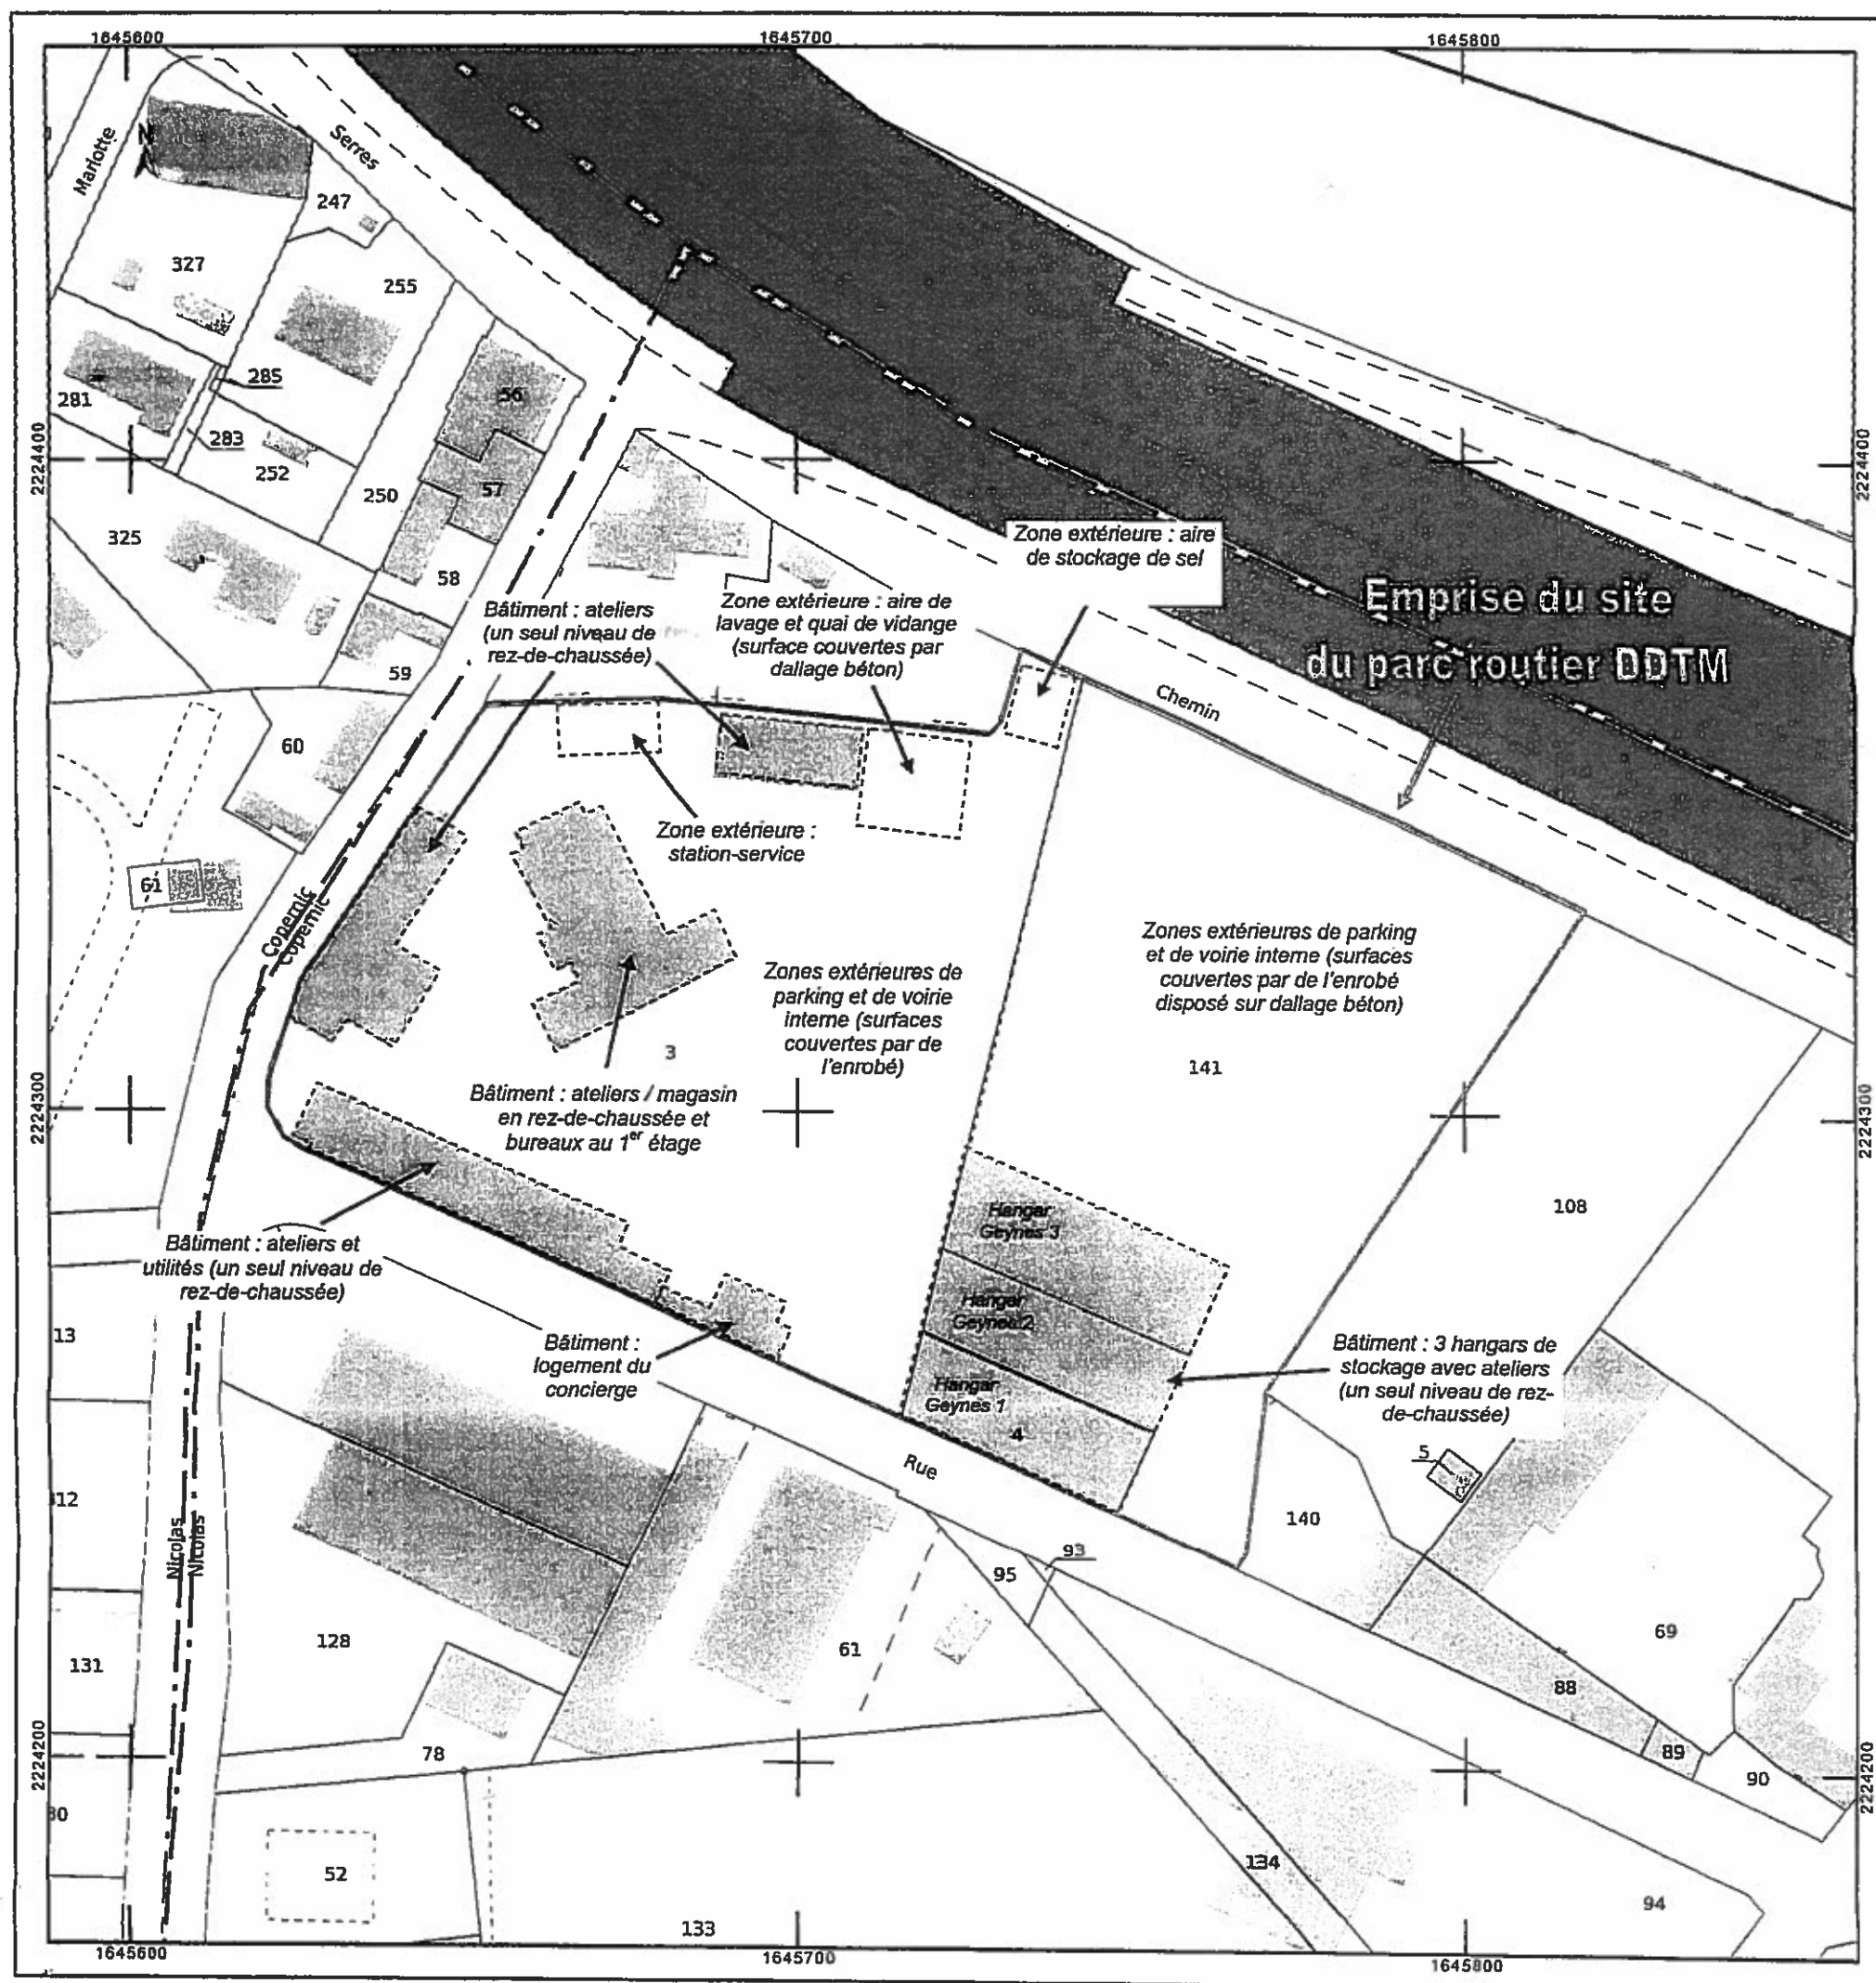 1645600
1645700
1645800
Mariotte
N
Serres
247
327
255
285
281
283
252
250
56
57
58
325
59
60
61
2224400
2224400
Zone extérieure : aire
de stockage de sel
Emprise du site
du parc routier DDTM
Bâtiment : ateliers
(un seul niveau de
rez-de-chaussée)
Zone extérieure : aire de
lavage et quai de vidange
(surface couvertes par
dallage béton)
Chemin
Zone extérieure :
station-service
Copernic
Copernic
Zones extérieures de
parking et de voirie
interne (surfaces
couvertes par de
l'enrobé)
Zones extérieures de parking
et de voirie interne (surfaces
couvertes par de l'enrobé
disposé sur dallage béton)
3
141
Bâtiment : ateliers / magasin
en rez-de-chaussée et
bureaux au 1er étage
2224300
2224300
108
Hangar
Geynes 3
Hangar
Geynes 2
Hangar
Geynes 1
4
Bâtiment : ateliers et
utilités (un seul niveau de
rez-de-chaussée)
Bâtiment :
logement du
concierge
Bâtiment : 3 hangars de
stockage avec ateliers
(un seul niveau de rez-
de-chaussée)
13
5
Rue
312
Nicolas
Nicolas
140
93
95
128
131
61
69
88
78
89
90
2224200
2224200
80
52
134
133
94
1645600
1645700
1645800